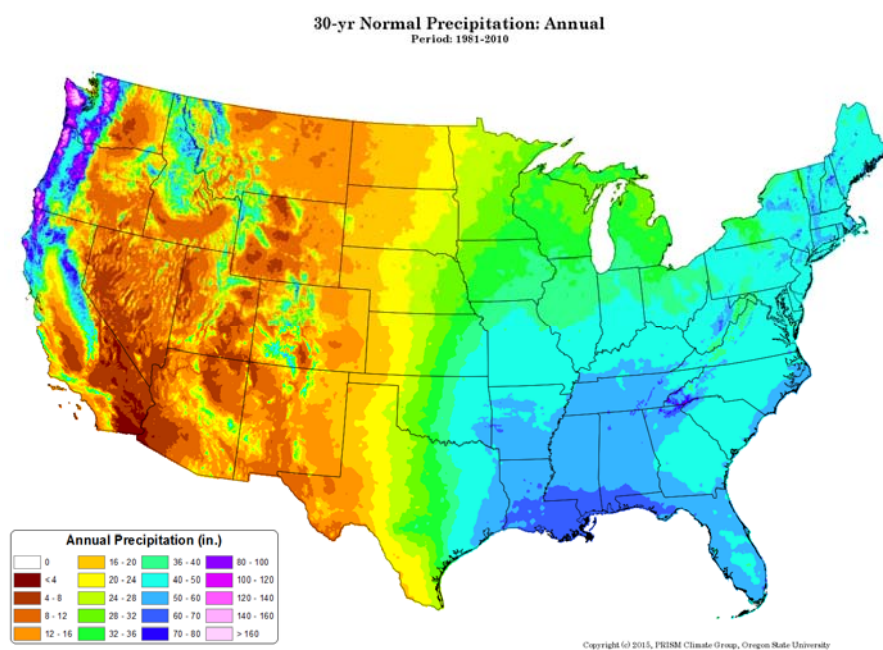 30-yr Normal Precipitation: Annual
Period: 1981-2010
Annual Precipitation (in.)
0
< 4
4 - 8
8 - 12
12 - 16
16 - 20
20 - 24
24 - 28
28 - 32
32 - 36
36 - 40
40 - 50
50 - 60
60 - 70
70 - 80
80 - 100
100 - 120
120 - 140
140 - 160
> 160
Copyright (c) 2015, PRISM Climate Group, Oregon State University